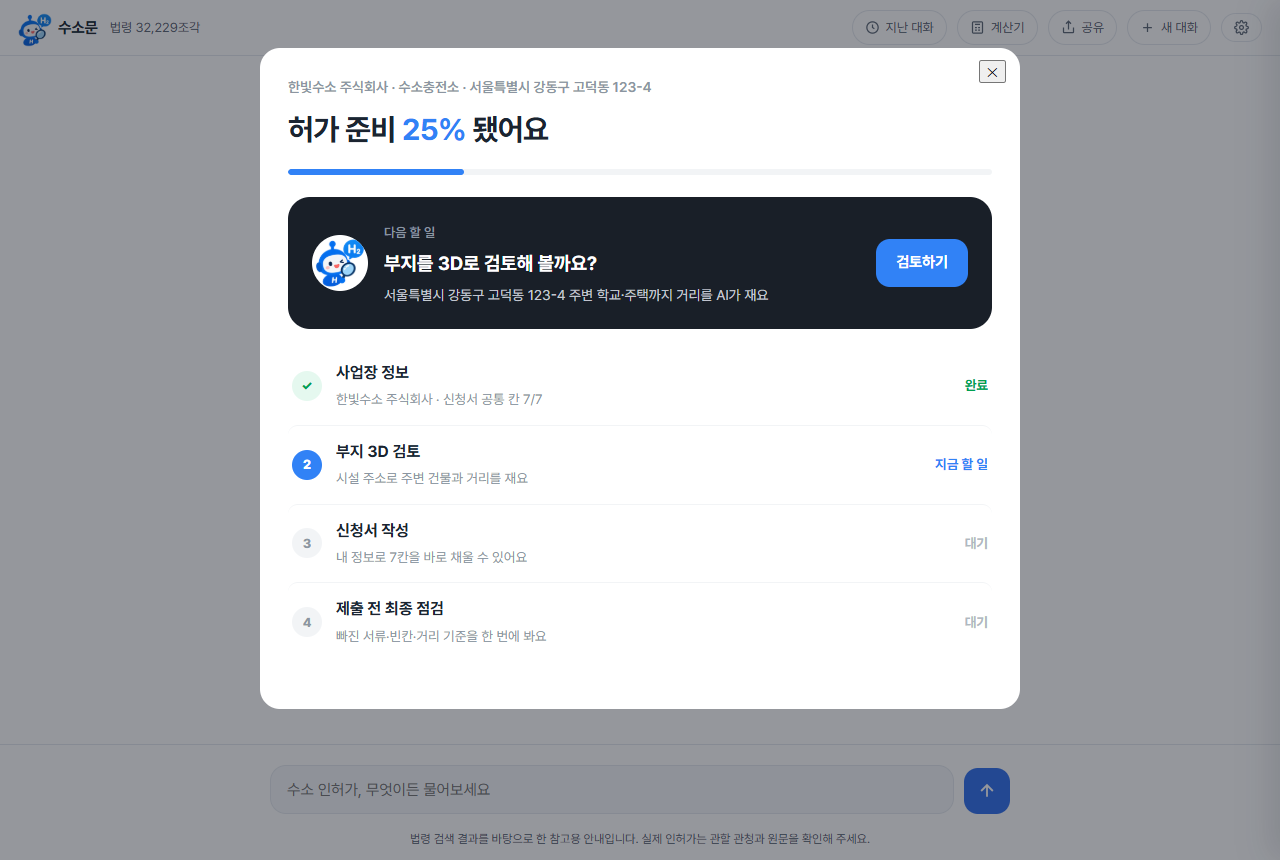 수소문 법령 32,229조각
지난 대화 계산기 공유 + 새 대화
한빛수소 주식회사 · 수소충전소 · 서울특별시 강동구 고덕동 123-4
허가 준비 25% 됐어요
다음 할 일
부지를 3D로 검토해 볼까요?
서울특별시 강동구 고덕동 123-4 주변 학교·주택까지 거리를 AI가 재요
검토하기
H₂
H
사업장 정보
한빛수소 주식회사 · 신청서 공통 칸 7/7
완료
2
부지 3D 검토
시설 주소로 주변 건물과 거리를 재요
지금 할 일
3
신청서 작성
내 정보로 7칸을 바로 채울 수 있어요
대기
4
제출 전 최종 점검
빠진 서류·빈칸·거리 기준을 한 번에 봐요
대기
수소 인허가, 무엇이든 물어보세요
법령 검색 결과를 바탕으로 한 참고용 안내입니다. 실제 인허가는 관할 관청과 원문을 확인해 주세요.